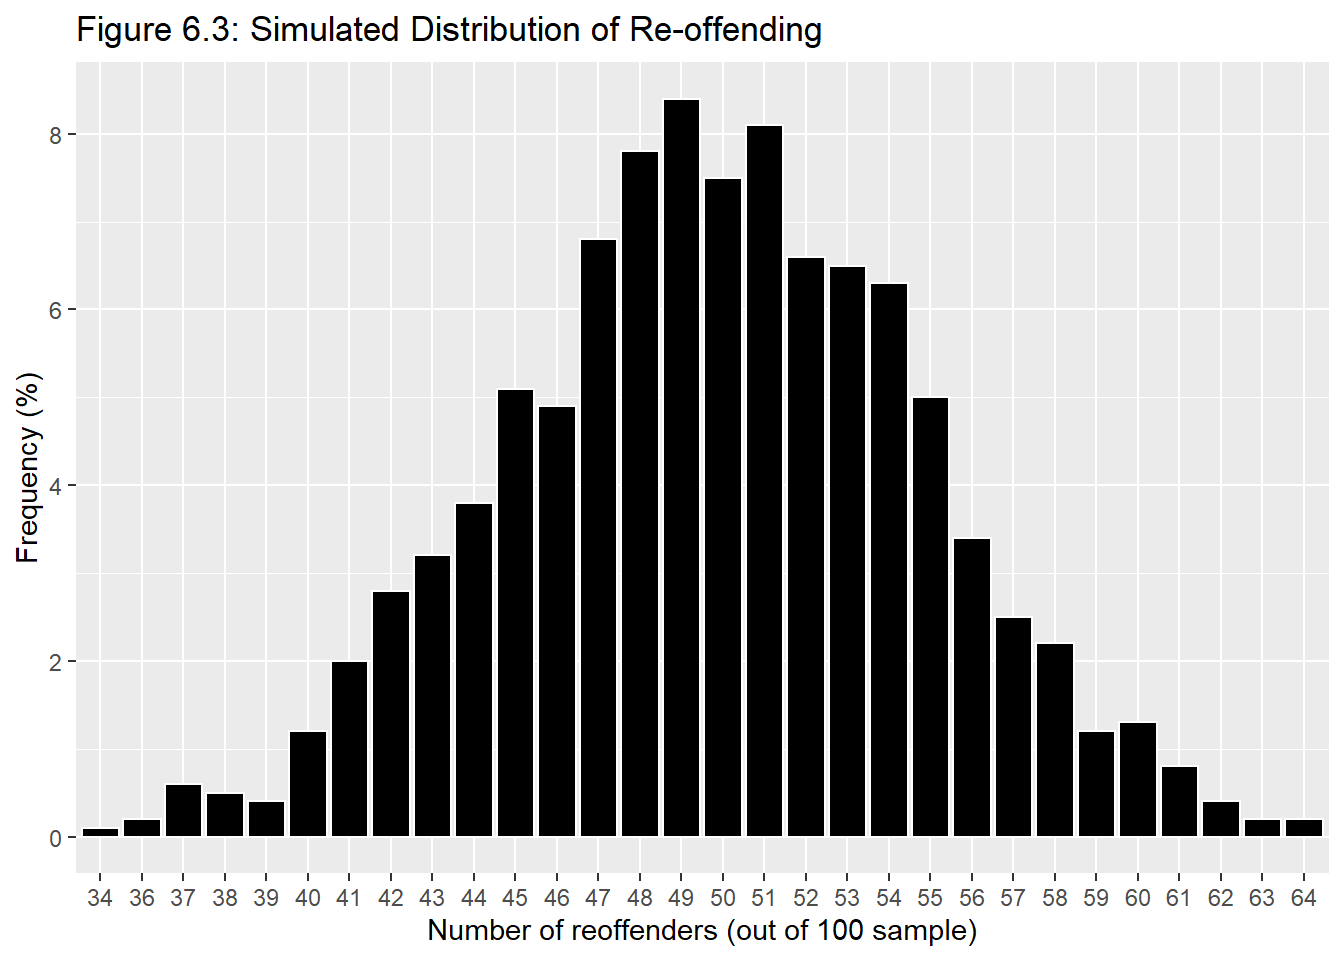 Figure 6.3: Simulated Distribution of Re-offending
Frequency (%)
8
6
4
2
0
34 36 37 38 39 40 41 42 43 44 45 46 47 48 49 50 51 52 53 54 55 56 57 58 59 60 61 62 63 64
Number of reoffenders (out of 100 sample)